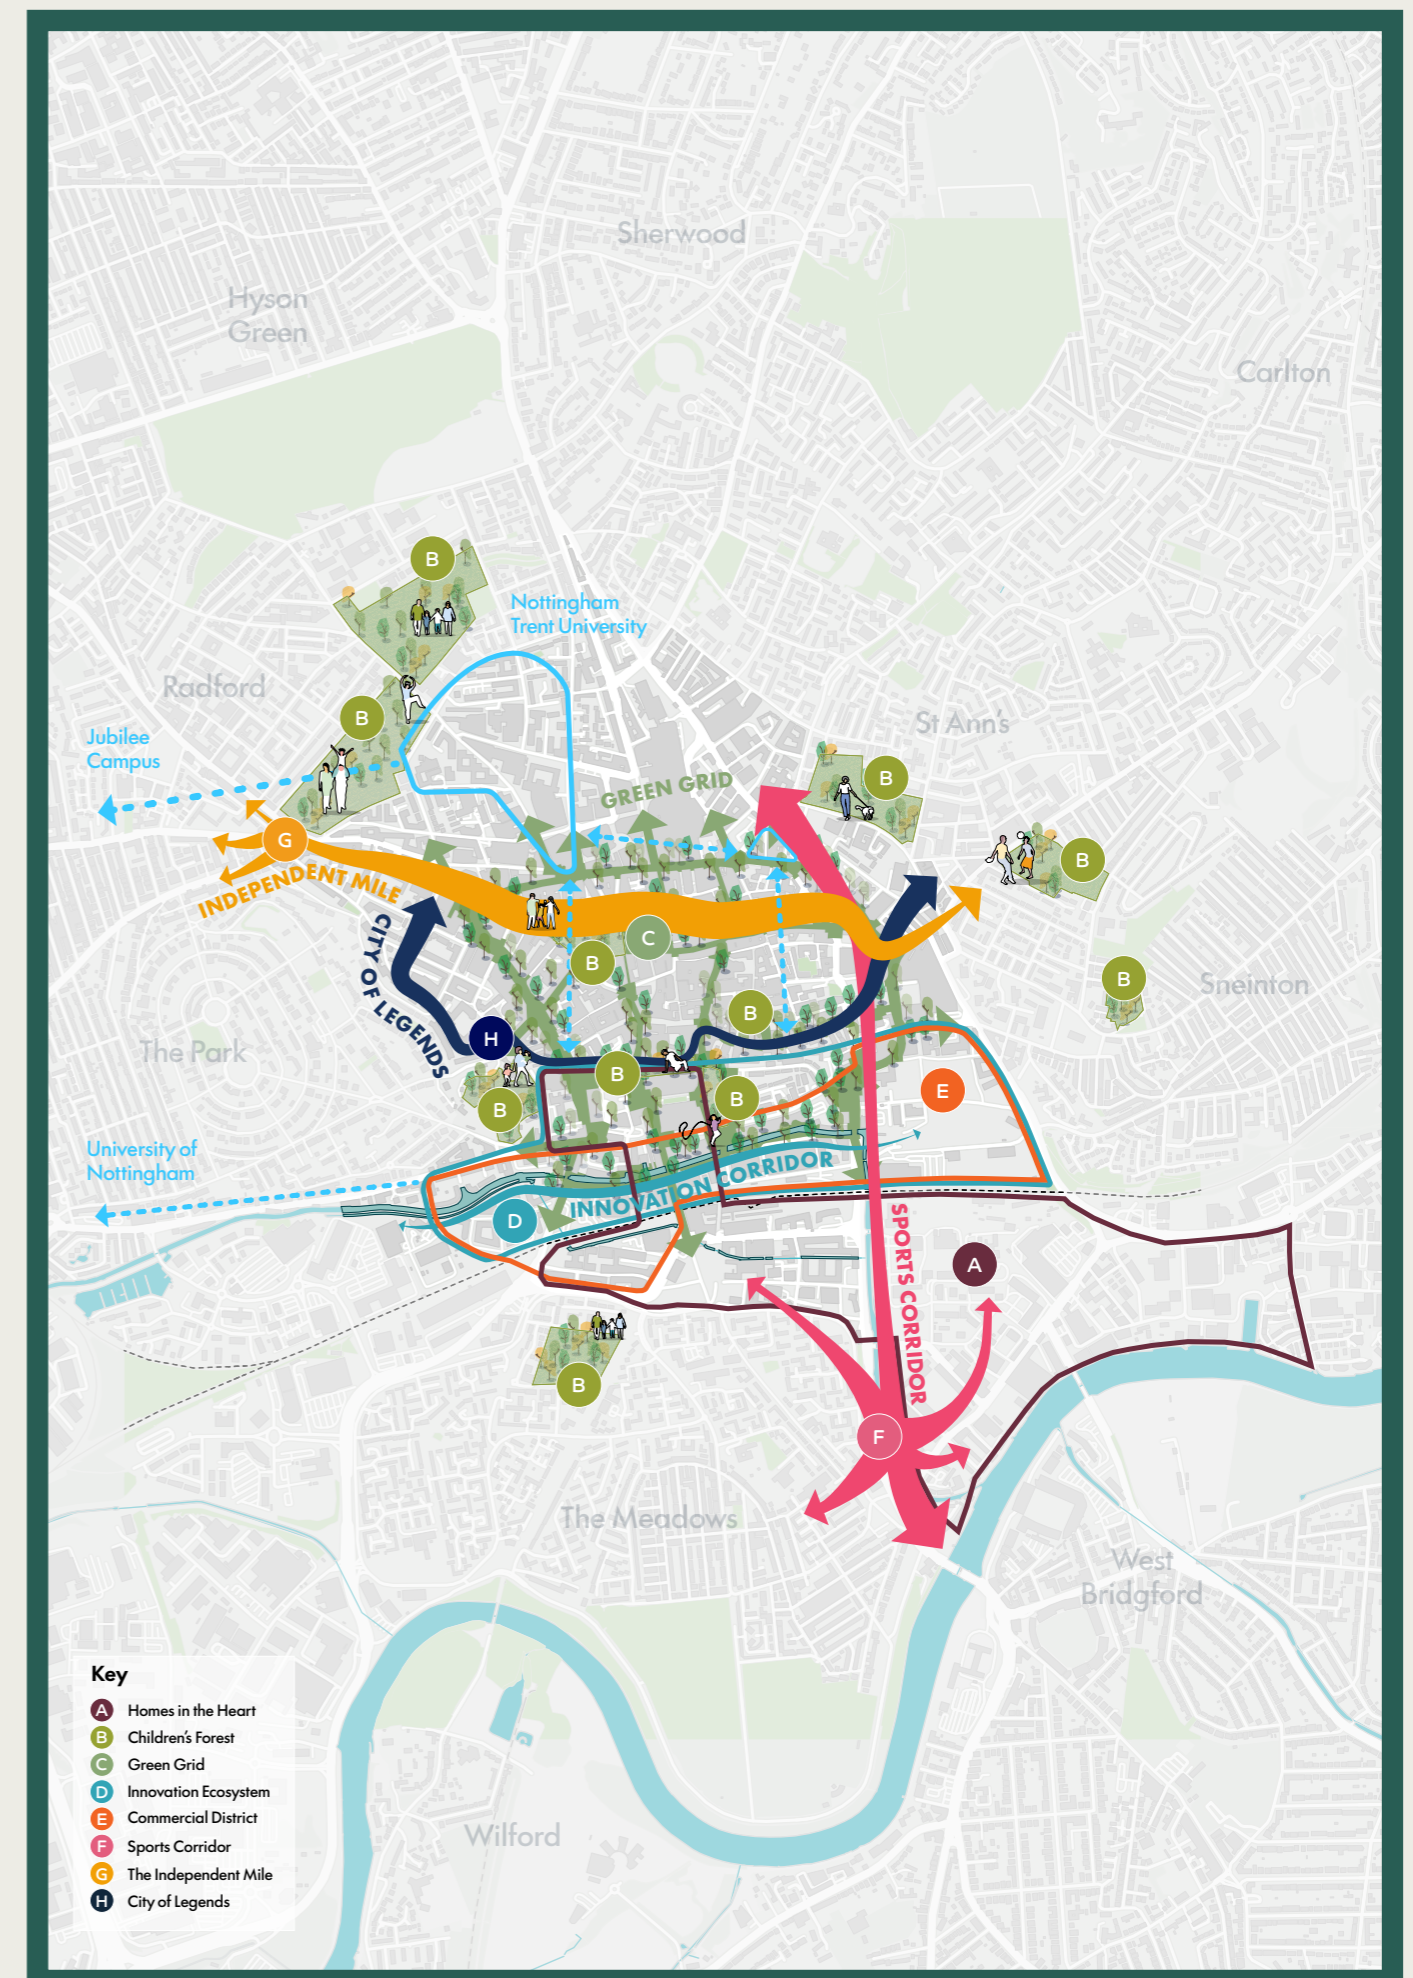 Sherwood
Hyson
Green
Carlton
B
Nottingham
Trent University
Radford
B
St Ann's
Jubilee
Campus
B
GREEN GRID
G
B
INDEPENDENT MILE
C
B
CITY OF LEGENDS
B
Sneinton
B
H
The Park
B
E
B
B
University of
Nottingham
INNOVATION CORRIDOR
D
SPORTS CORRIDOR
A
B
F
The Meadows
West
Bridgford
Wilford
Key
A Homes in the Heart
B Children's Forest
C Green Grid
D Innovation Ecosystem
E Commercial District
F Sports Corridor
G The Independent Mile
H City of Legends